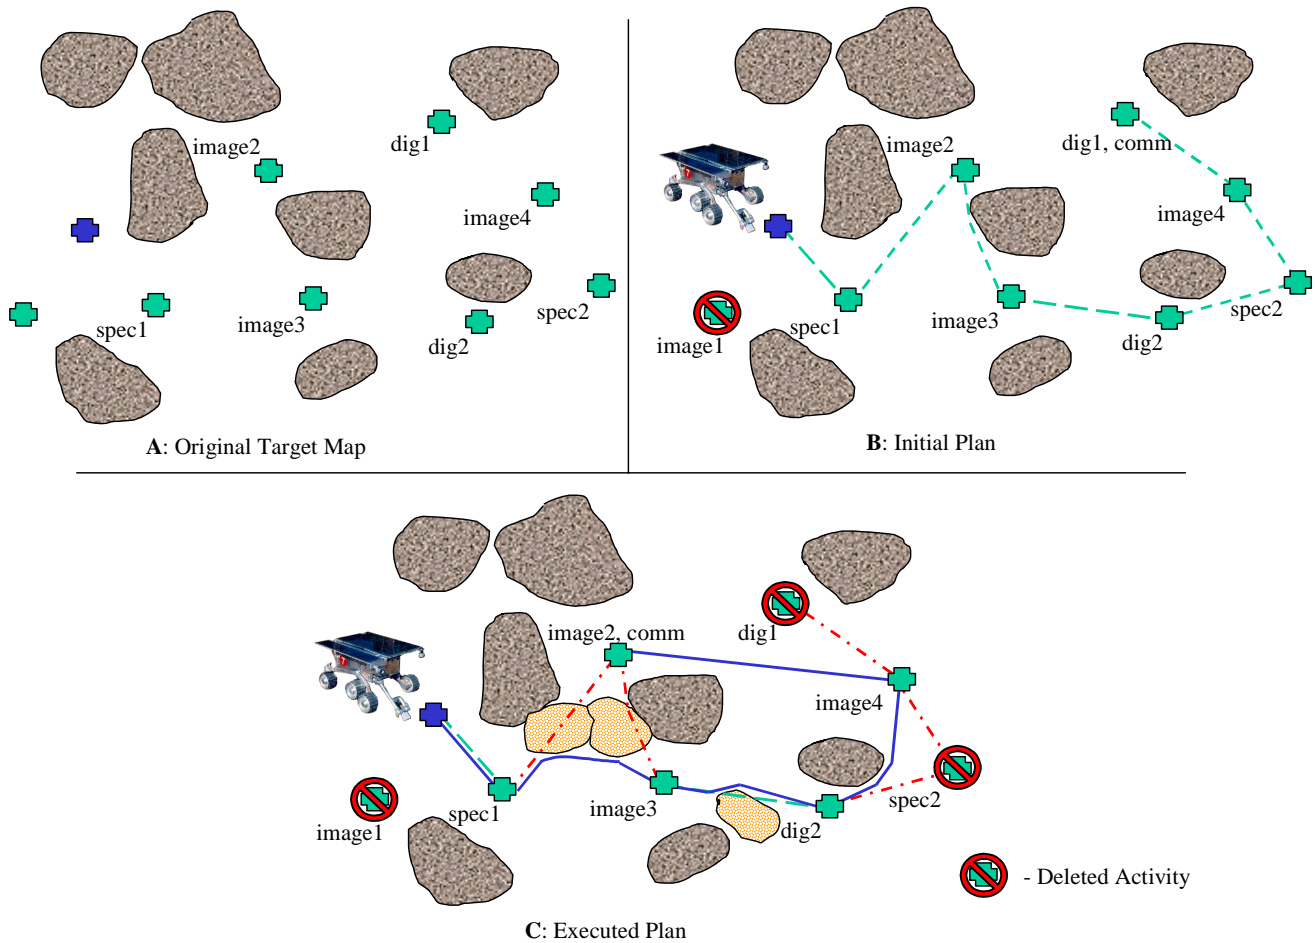 image2
dig1
image4
spec1
image3
spec2
dig2
A: Original Target Map
image2
dig1, comm
image4
image1
spec1
image3
dig2
spec2
B: Initial Plan
image2, comm
dig1
image4
image1
spec1
image3
dig2
spec2
- Deleted Activity
C: Executed Plan